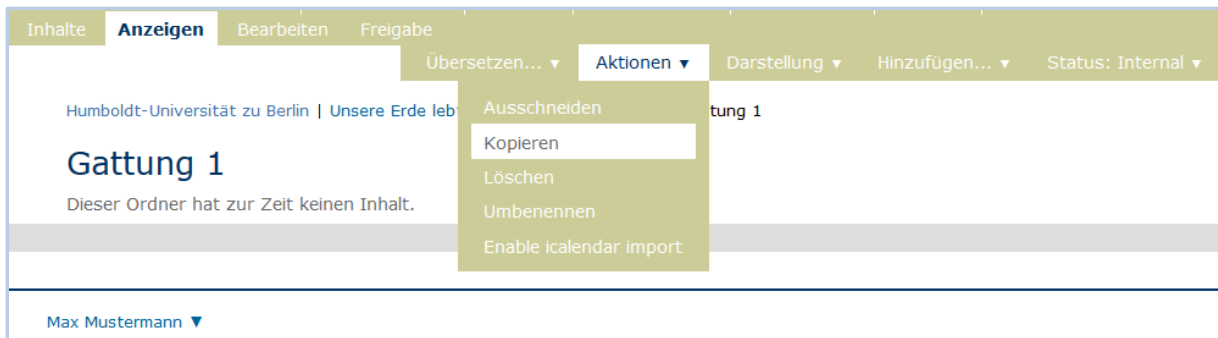 Inhalte Anzeigen Bearbeiten Freigabe
Übersetzen... ▼ Aktionen ▼ Darstellung ▼ Hinzufügen... ▼ Status: Internal ▼
Humboldt-Universität zu Berlin | Unsere Erde leb tung 1
Ausschneiden
Kopieren
Gattung 1
Löschen
Dieser Ordner hat zur Zeit keinen Inhalt.
Umbenennen
Enable icalendar import
Max Mustermann ▼